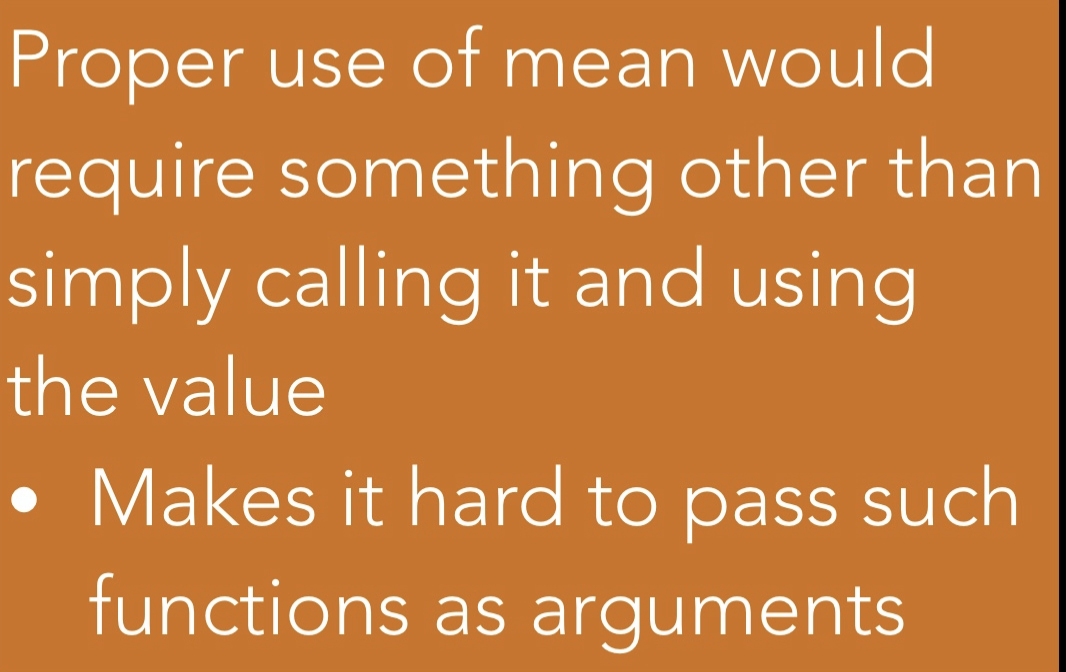 Proper use of mean would
require something other than
simply calling it and using
the value
• Makes it hard to pass such
functions as arguments